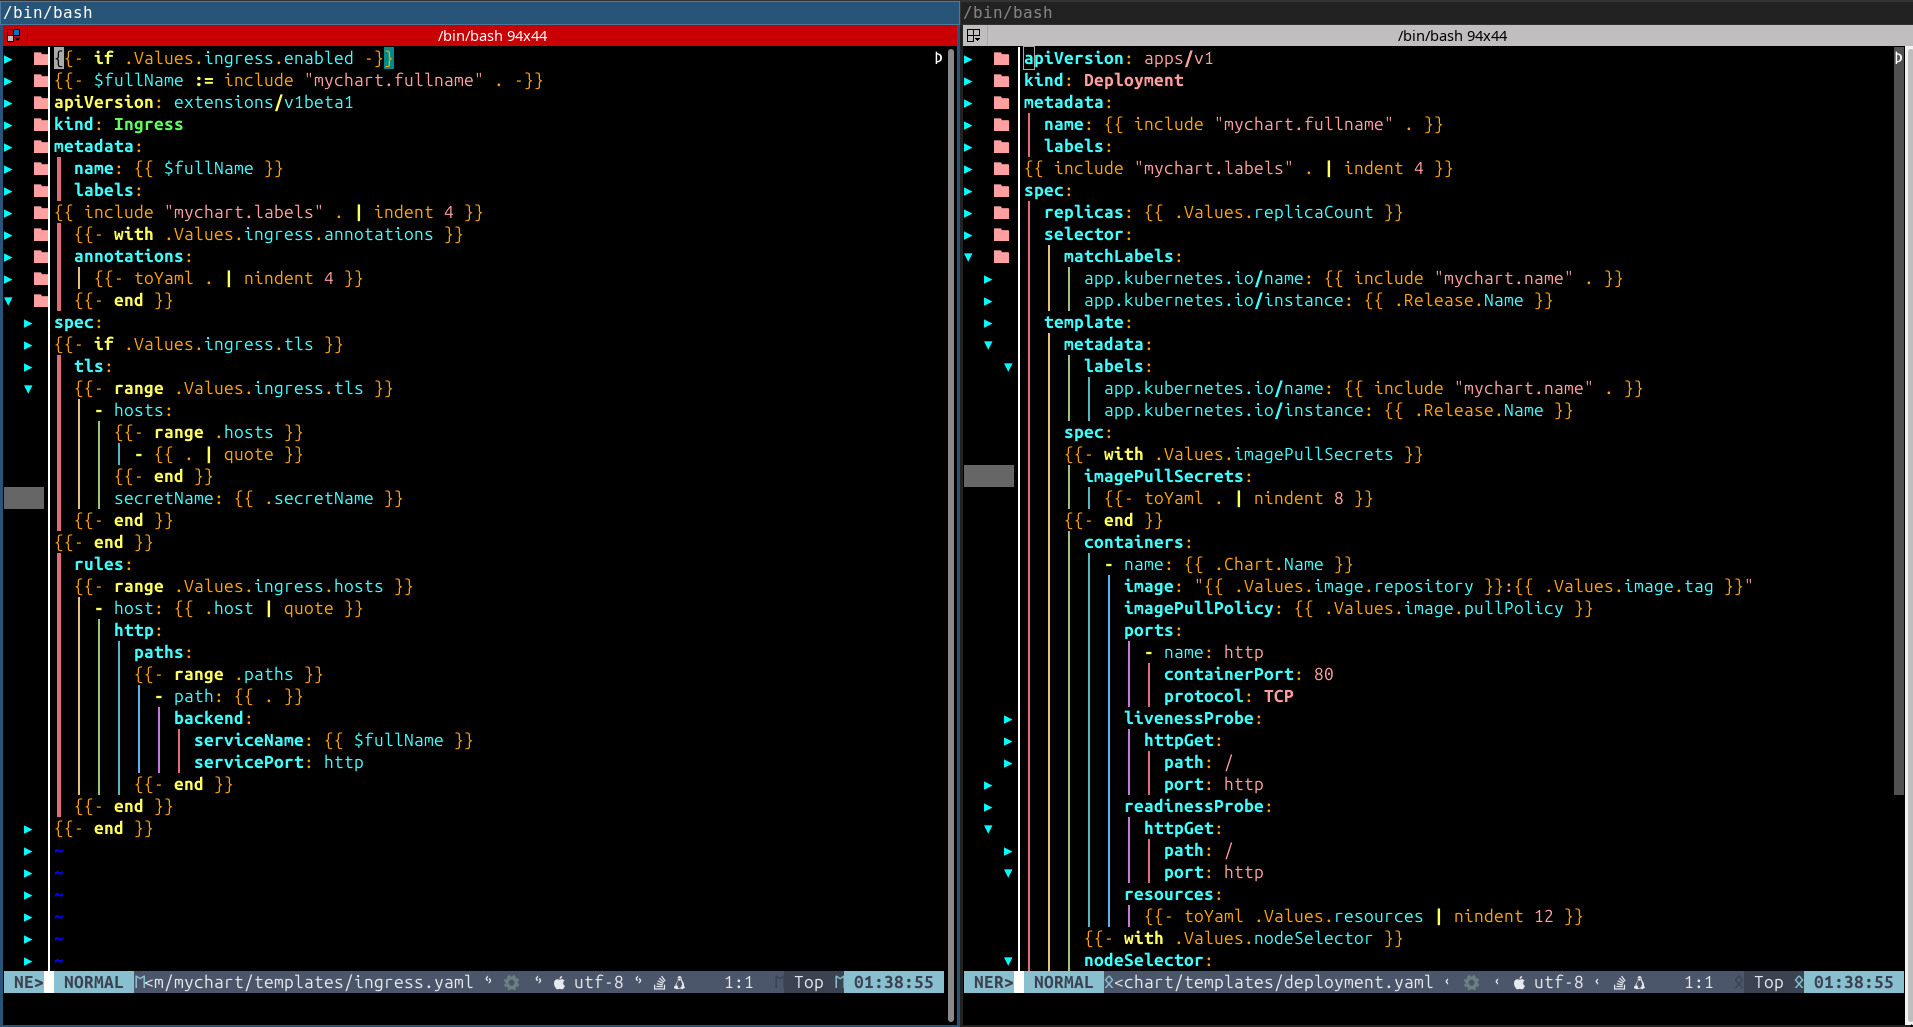 /bin/bash
/bin/bash 94x44
{{- if .Values.ingress.enabled -}}
{{- $fullName := include "mychart.fullname" . -}}
apiVersion: extensions/v1beta1
kind: Ingress
metadata:
  name: {{ $fullName }}
  labels:
{{ include "mychart.labels" . | indent 4 }}
  {{- with .Values.ingress.annotations }}
  annotations:
    {{- toYaml . | nindent 4 }}
  {{- end }}
spec:
{{- if .Values.ingress.tls }}
  tls:
  {{- range .Values.ingress.tls }}
    - hosts:
      {{- range .hosts }}
        - {{ . | quote }}
      {{- end }}
      secretName: {{ .secretName }}
  {{- end }}
{{- end }}
  rules:
  {{- range .Values.ingress.hosts }}
    - host: {{ .host | quote }}
      http:
        paths:
        {{- range .paths }}
          - path: {{ . }}
            backend:
              serviceName: {{ $fullName }}
              servicePort: http
        {{- end }}
  {{- end }}
{{- end }}
~
~
~
~
~
~
NE> NORMAL <m/mychart/templates/ingress.yaml utf-8 1:1 Top 01:38:55
/bin/bash
/bin/bash 94x44
apiVersion: apps/v1
kind: Deployment
metadata:
  name: {{ include "mychart.fullname" . }}
  labels:
{{ include "mychart.labels" . | indent 4 }}
spec:
  replicas: {{ .Values.replicaCount }}
  selector:
    matchLabels:
      app.kubernetes.io/name: {{ include "mychart.name" . }}
      app.kubernetes.io/instance: {{ .Release.Name }}
  template:
    metadata:
      labels:
        app.kubernetes.io/name: {{ include "mychart.name" . }}
        app.kubernetes.io/instance: {{ .Release.Name }}
    spec:
    {{- with .Values.imagePullSecrets }}
      imagePullSecrets:
        {{- toYaml . | nindent 8 }}
    {{- end }}
      containers:
        - name: {{ .Chart.Name }}
          image: "{{ .Values.image.repository }}:{{ .Values.image.tag }}"
          imagePullPolicy: {{ .Values.image.pullPolicy }}
          ports:
            - name: http
              containerPort: 80
              protocol: TCP
          livenessProbe:
            httpGet:
              path: /
              port: http
          readinessProbe:
            httpGet:
              path: /
              port: http
          resources:
            {{- toYaml .Values.resources | nindent 12 }}
      {{- with .Values.nodeSelector }}
      nodeSelector:
NER> NORMAL <chart/templates/deployment.yaml utf-8 1:1 Top 01:38:55